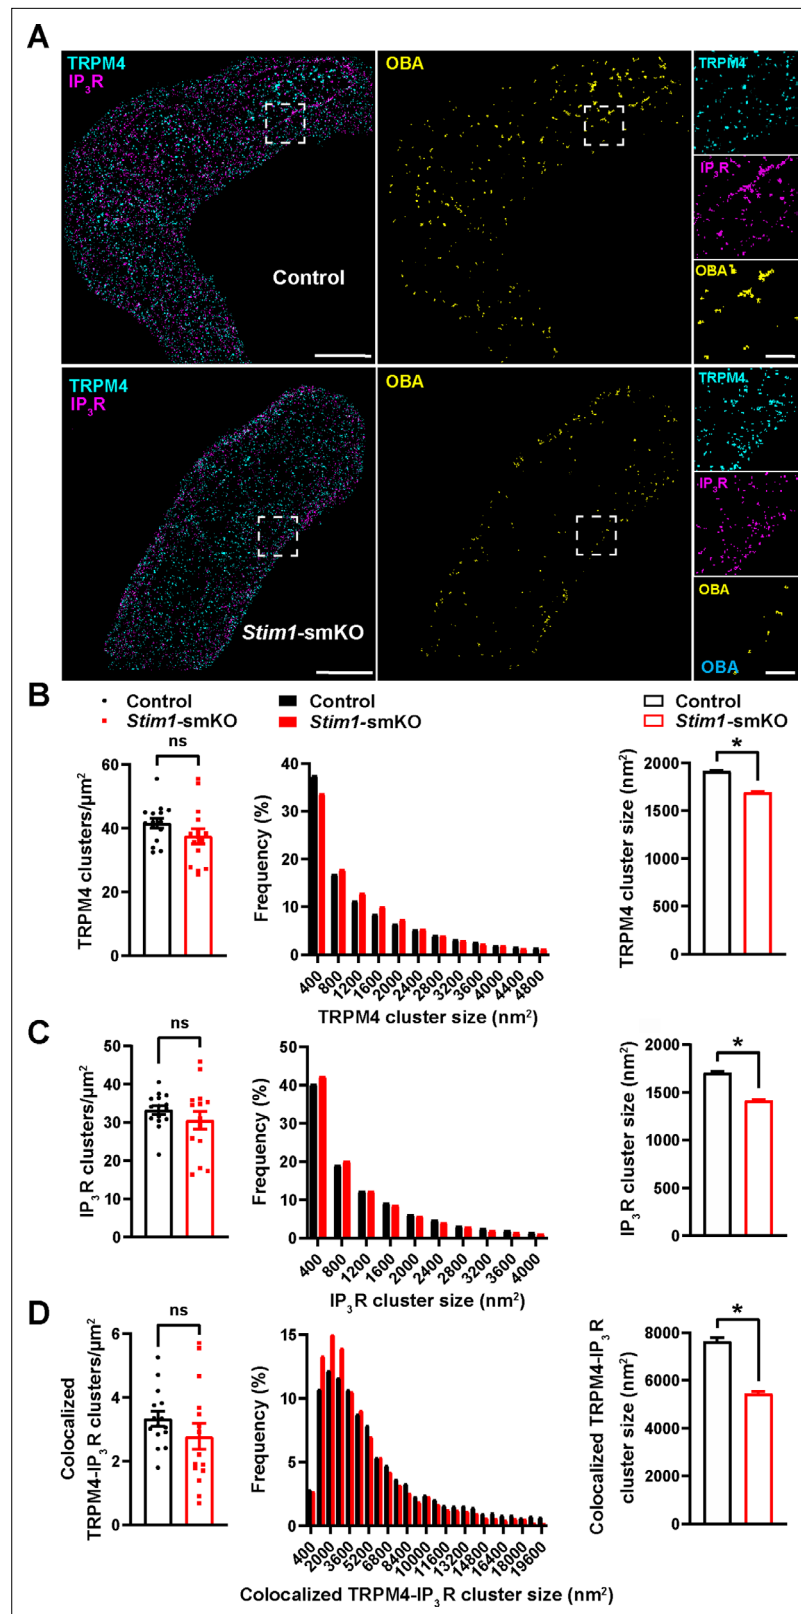 A
TRPM4
IP3R
Control
OBA
TRPM4
IP3R
OBA
TRPM4
IP3R
Stim1-smKO
OBA
TRPM4
IP3R
OBA
OBA
B
Control
Stim1-smKO
Control
Stim1-smKO
Control
Stim1-smKO
ns
60
40
20
0
TRPM4 clusters/µm²
40
30
20
10
0
Frequency (%)
400
800
1200
1600
2000
2400
2800
3200
3600
4000
4400
4800
TRPM4 cluster size (nm²)
*
2000
1500
1000
500
0
TRPM4 cluster size (nm²)
C
ns
50
40
30
20
10
0
IP3R clusters/µm²
50
40
30
20
10
0
Frequency (%)
400
800
1200
1600
2000
2400
2800
3200
3600
4000
IP3R cluster size (nm²)
*
2000
1500
1000
500
0
IP3R cluster size (nm²)
D
ns
6
4
2
0
Colocalized
TRPM4-IP3R clusters/µm²
15
10
5
0
Frequency (%)
400
2000
3600
5200
6800
8400
10000
11600
13200
14800
16400
18000
19600
Colocalized TRPM4-IP3R cluster size (nm²)
*
8000
6000
4000
2000
0
Colocalized TRPM4-IP3R
cluster size (nm²)